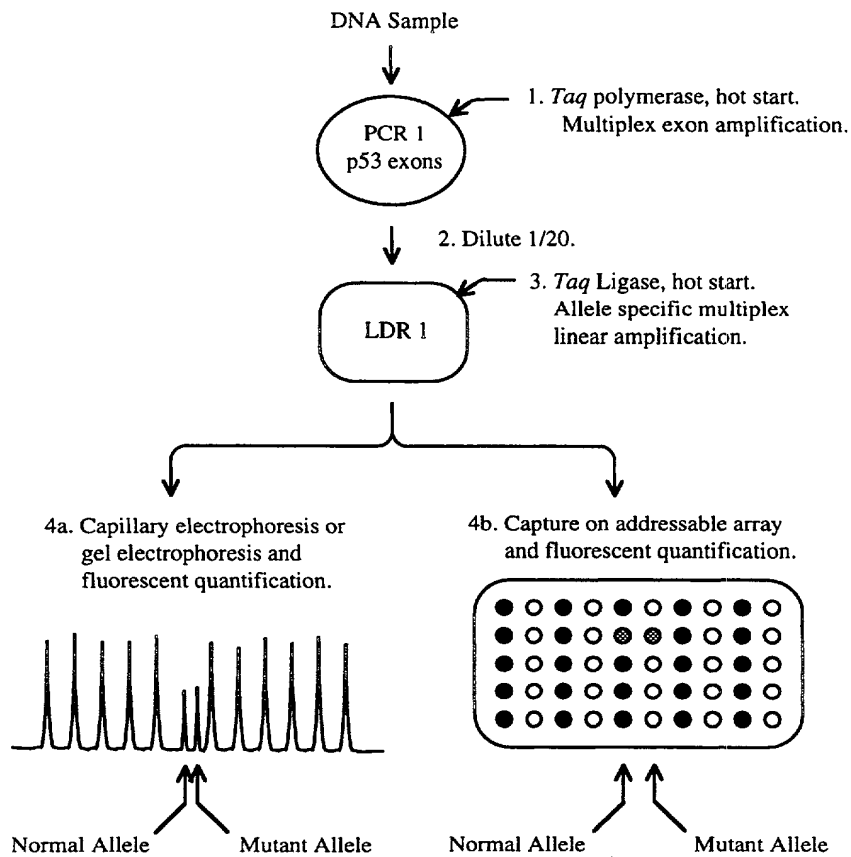 DNA Sample
1. Taq polymerase, hot start.
Multiplex exon amplification.
PCR 1
p53 exons
2. Dilute 1/20.
3. Taq Ligase, hot start.
Allele specific multiplex
linear amplification.
LDR 1
4a. Capillary electrophoresis or
gel electrophoresis and
fluorescent quantification.
4b. Capture on addressable array
and fluorescent quantification.
Normal Allele
Mutant Allele
Normal Allele
Mutant Allele